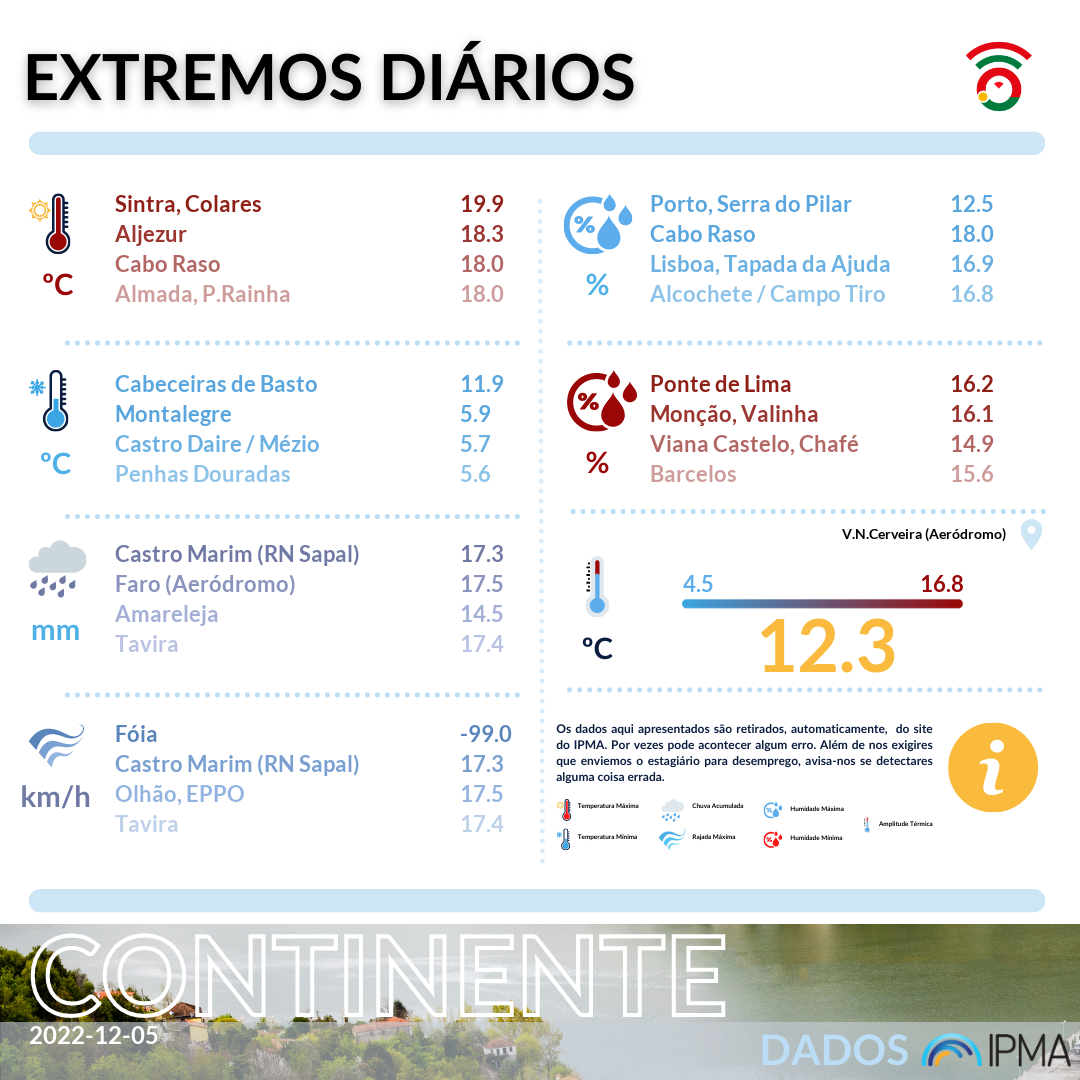 EXTREMOS DIÁRIOS
°C
Sintra, Colares 19.9
Aljezur 18.3
Cabo Raso 18.0
Almada, P.Rainha 18.0
°C
Cabeceiras de Basto 11.9
Montalegre 5.9
Castro Daire / Mézio 5.7
Penhas Douradas 5.6
mm
Castro Marim (RN Sapal) 17.3
Faro (Aeródromo) 17.5
Amareleja 14.5
Tavira 17.4
km/h
Fóia -99.0
Castro Marim (RN Sapal) 17.3
Olhão, EPPO 17.5
Tavira 17.4
%
%
Porto, Serra do Pilar 12.5
Cabo Raso 18.0
Lisboa, Tapada da Ajuda 16.9
Alcochete / Campo Tiro 16.8
%
%
Ponte de Lima 16.2
Monção, Valinha 16.1
Viana Castelo, Chafé 14.9
Barcelos 15.6
V.N.Cerveira (Aeródromo)
°C
4.5 16.8
12.3
Os dados aqui apresentados são retirados, automaticamente, do site
do IPMA. Por vezes pode acontecer algum erro. Além de nos exigires
que enviemos o estagiário para desemprego, avisa-nos se detectares
alguma coisa errada.
i
Temperatura Máxima
Chuva Acumulada
Humidade Máxima
Amplitude Térmica
Temperatura Mínima
Rajada Máxima
Humidade Mínima
CONTINENTE
2022-12-05
DADOS IPMA